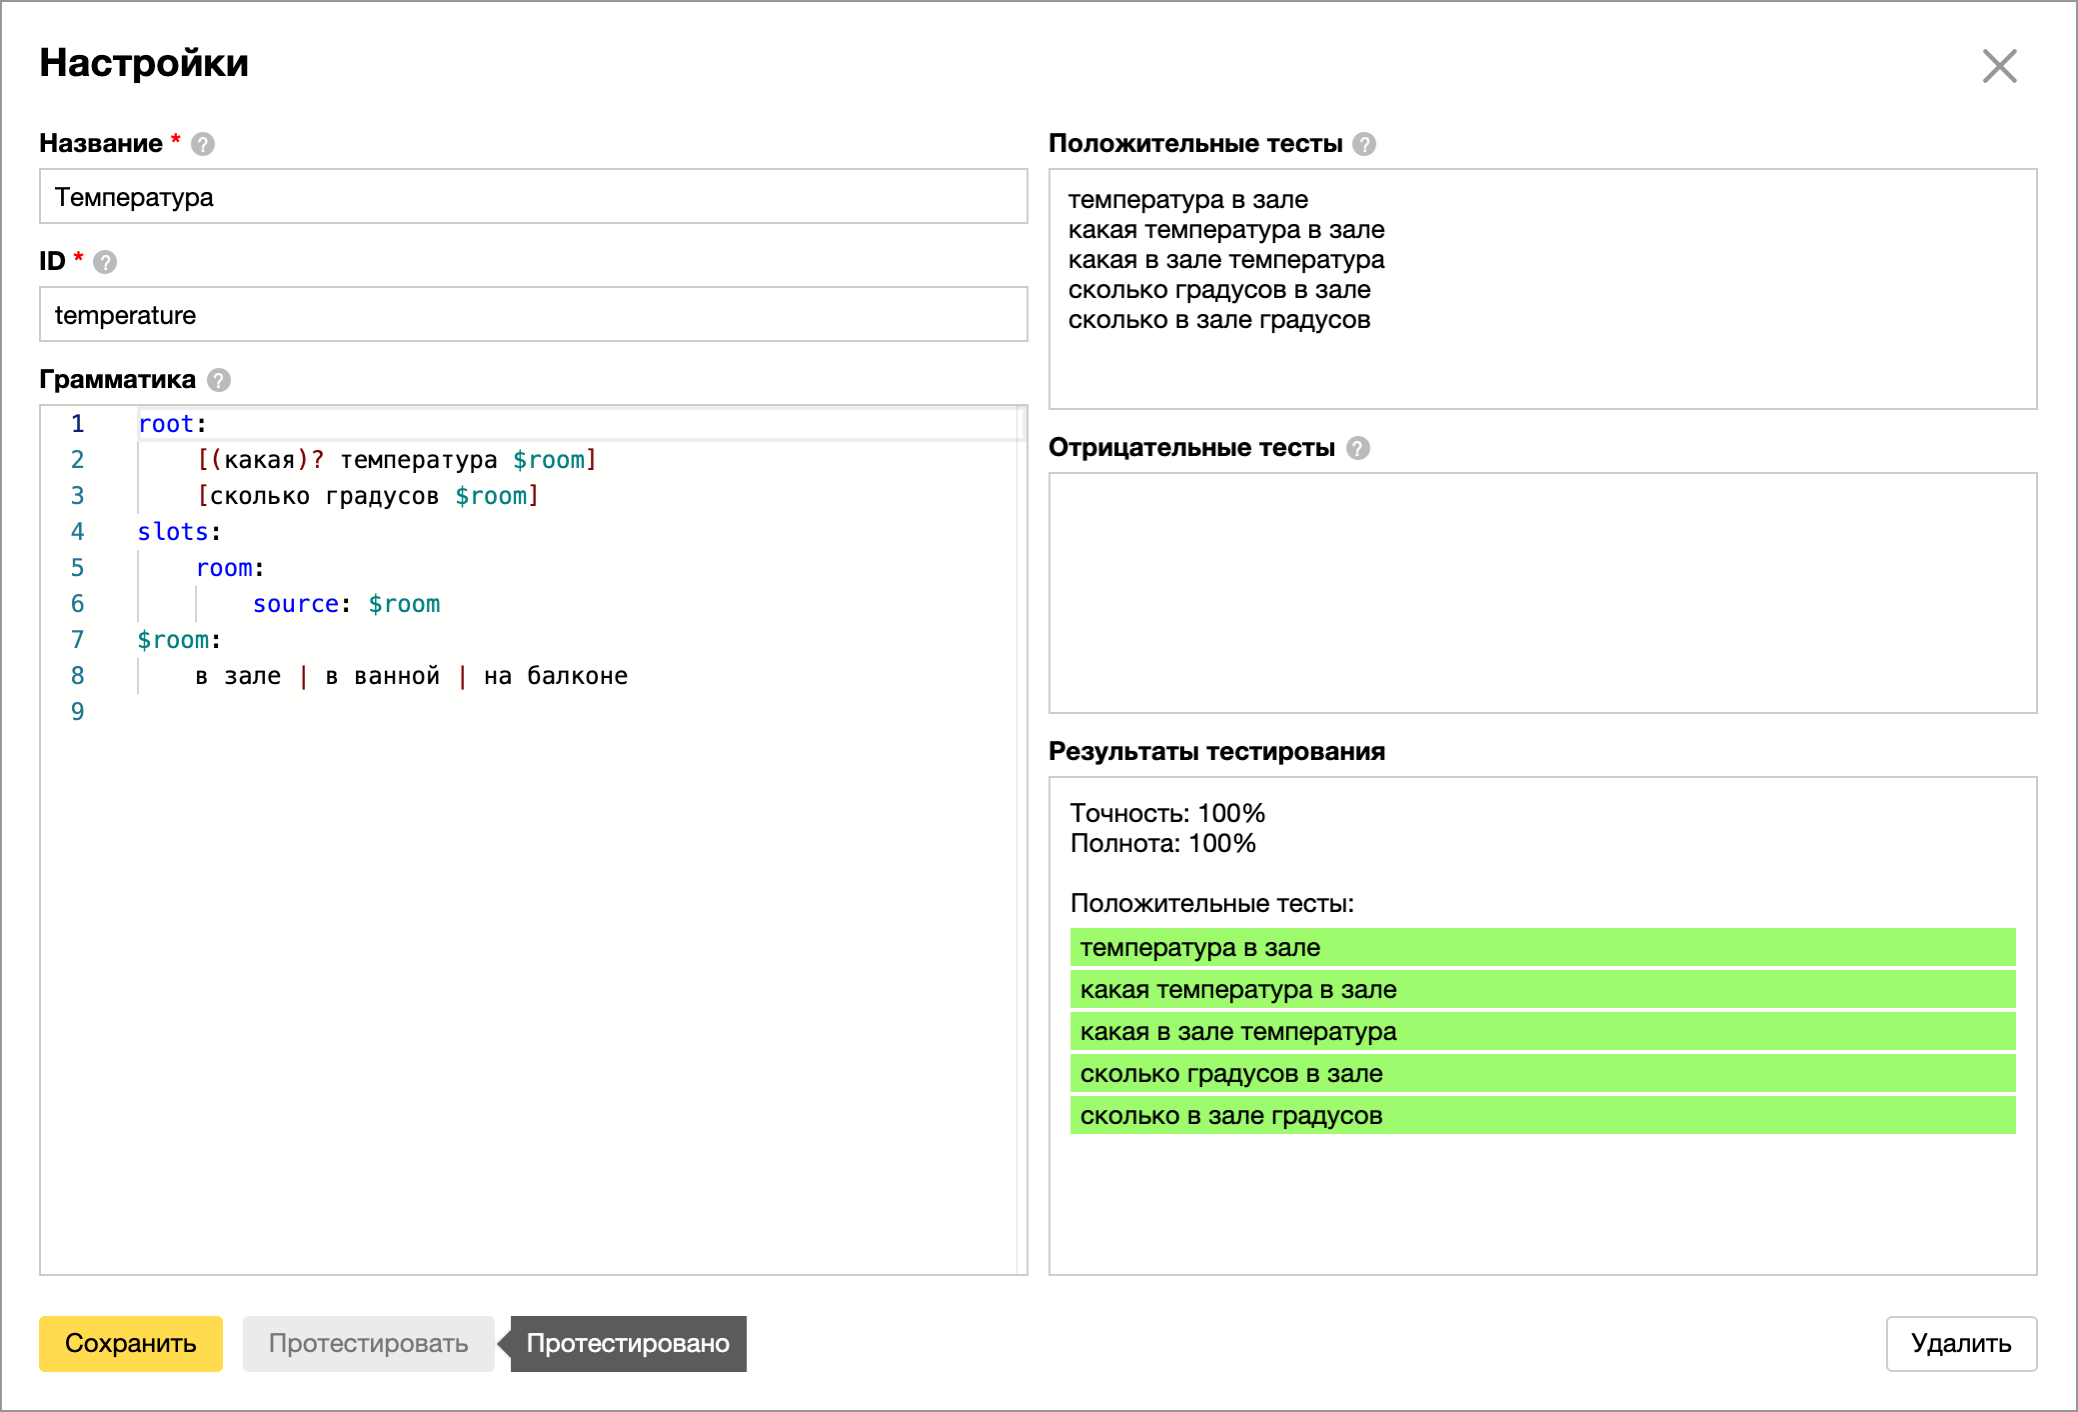 Настройки
Название * ?
Температура
ID * ?
temperature
Грамматика ?
1 root:
2 [(какая)? температура $room]
3 [сколько градусов $room]
4 slots:
5 room:
6 source: $room
7 $room:
8 в зале | в ванной | на балконе
9
Положительные тесты ?
температура в зале
какая температура в зале
какая в зале температура
сколько градусов в зале
сколько в зале градусов
Отрицательные тесты ?
Результаты тестирования
Точность: 100%
Полнота: 100%
Положительные тесты:
температура в зале
какая температура в зале
какая в зале температура
сколько градусов в зале
сколько в зале градусов
Сохранить
Протестировать
Протестировано
Удалить